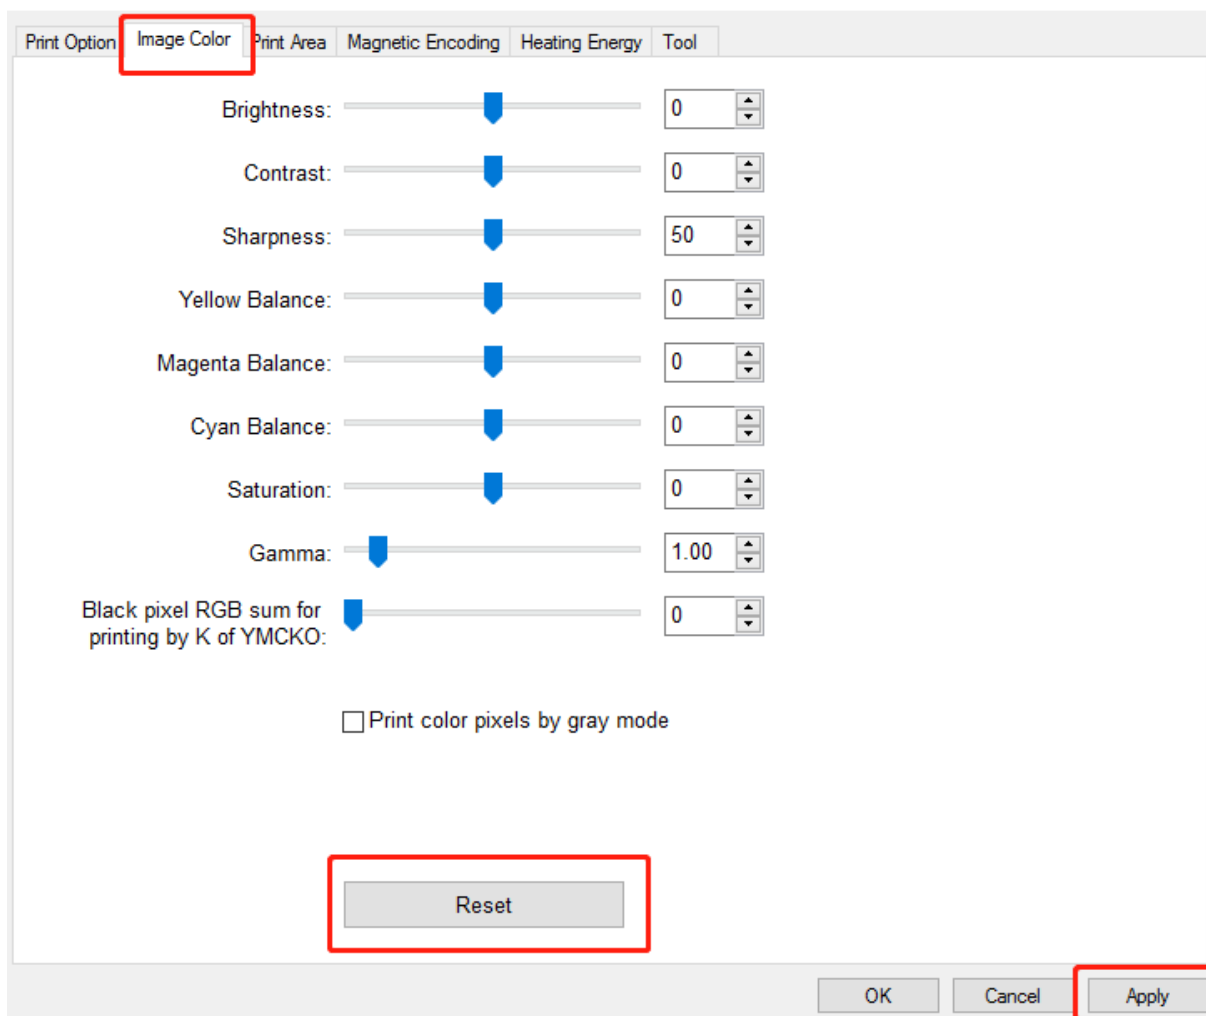 Print Option Image Color Print Area Magnetic Encoding Heating Energy Tool
Brightness: 0
Contrast: 0
Sharpness: 50
Yellow Balance: 0
Magenta Balance: 0
Cyan Balance: 0
Saturation: 0
Gamma: 1.00
Black pixel RGB sum for
printing by K of YMCKO: 0
Print color pixels by gray mode
Reset
OK Cancel Apply